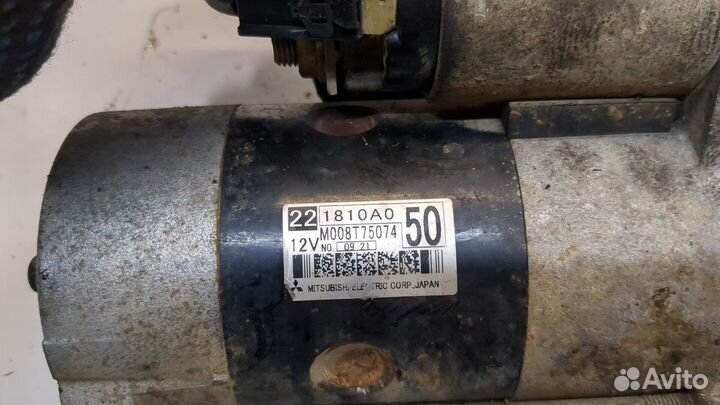 22 1810A0 50
12V M008T75074
NO. 09 21
MITSUBISHI ELECTRIC CORP. JAPAN
Avito